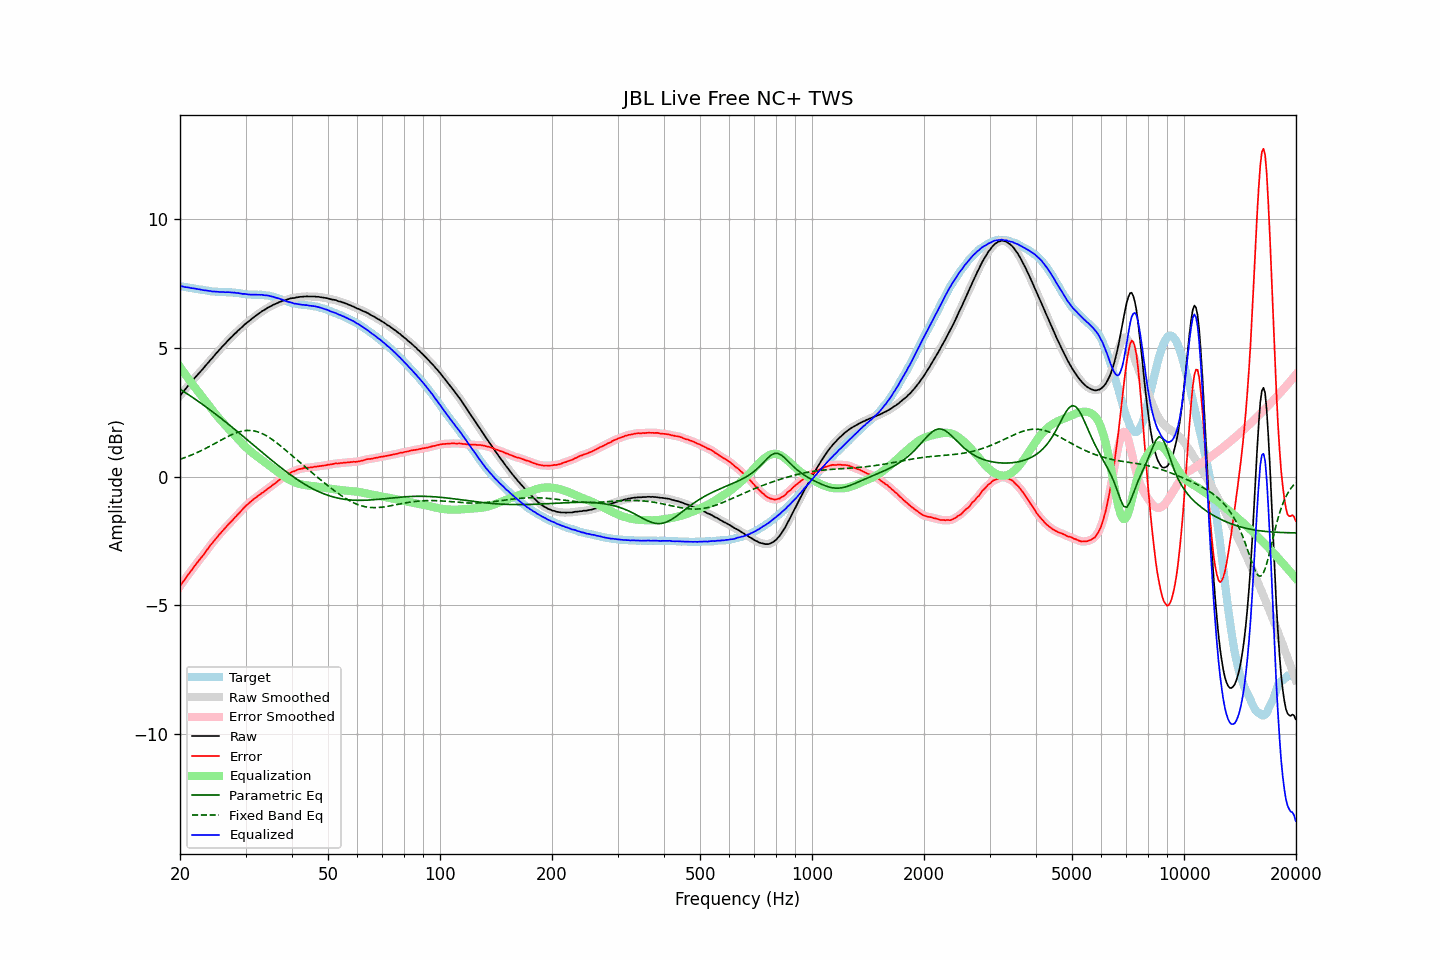 JBL Live Free NC+ TWS
Amplitude (dBr)
10
5
0
−5
−10
Target
Raw Smoothed
Error Smoothed
Raw
Error
Equalization
Parametric Eq
Fixed Band Eq
Equalized
20 50 100 200 500 1000 2000 5000 10000 20000
Frequency (Hz)